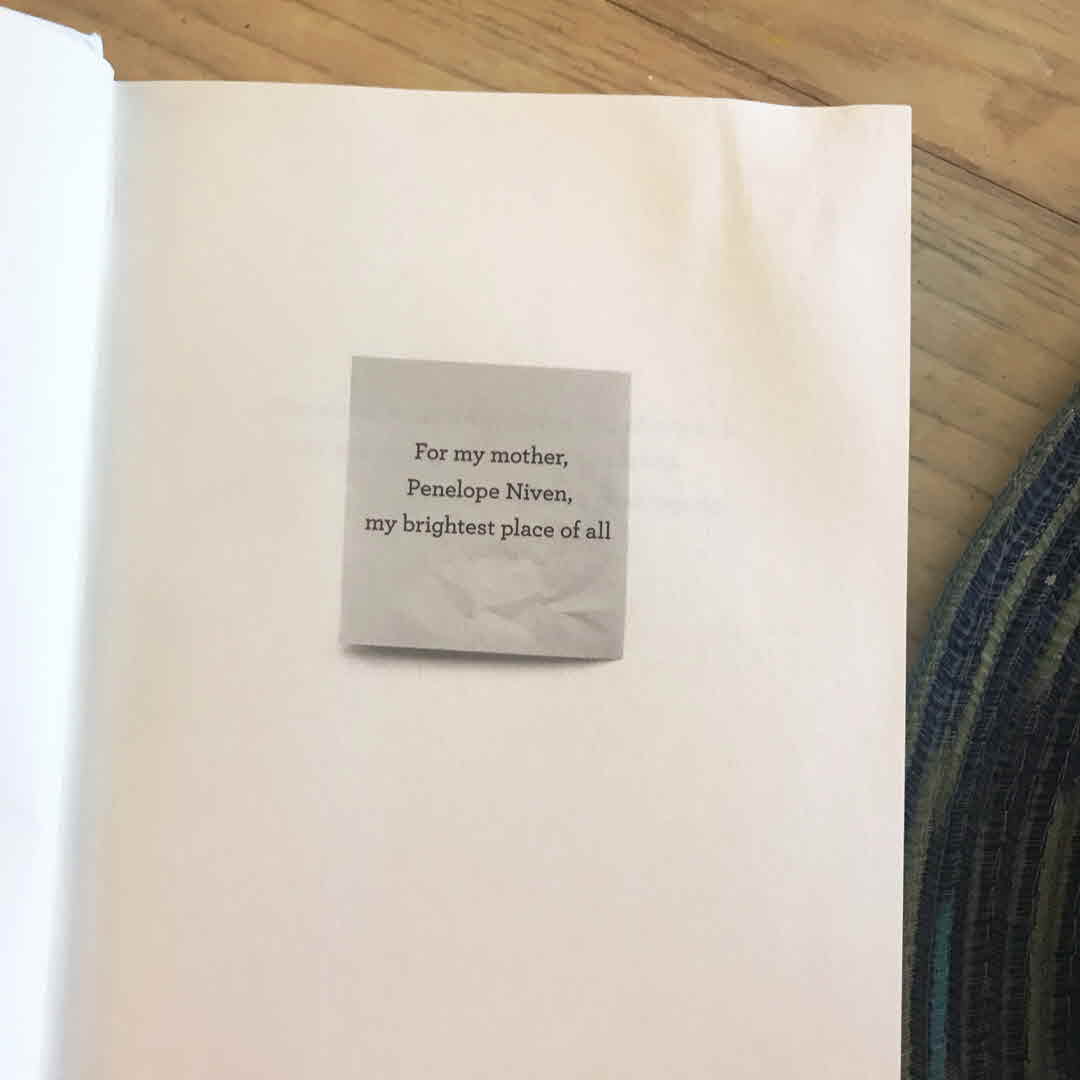 For my mother,
Penelope Niven,
my brightest place of all